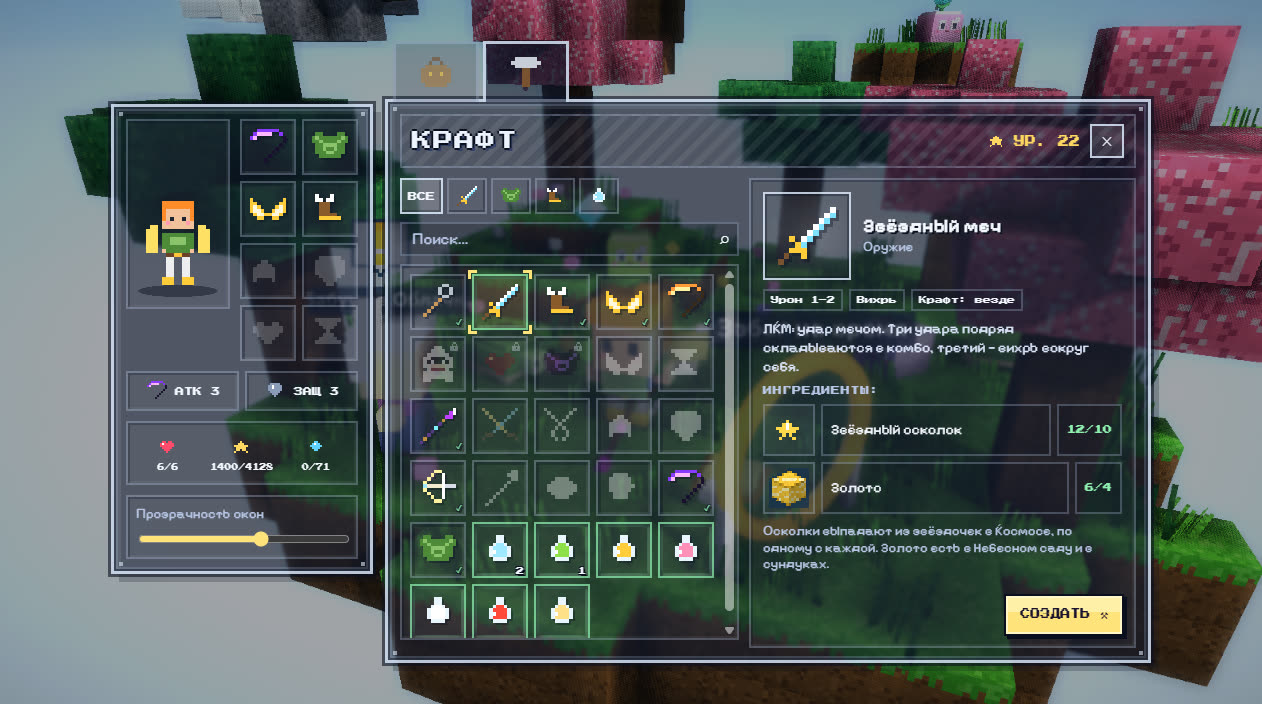 КРАФТ
УР. 22
ВСЕ
Поиск...
АТК 3
ЗАЩ 3
6/6
1400/4128
0/71
Прозрачность окон
2
1
Звёздный меч
Оружие
Урон 1-2
Вихрь
Крафт: везде
ЛКМ: удар мечом. Три удара подряд
складываются в комбо, третий - вихрь вокруг
себя.
ИНГРЕДИЕНТЫ:
Звёздный осколок
12/10
Золото
6/4
Осколки выпадают из звёздочек в Космосе, по
одному с каждой. Золото есть в Небесном саду и в
сундуках.
СОЗДАТЬ